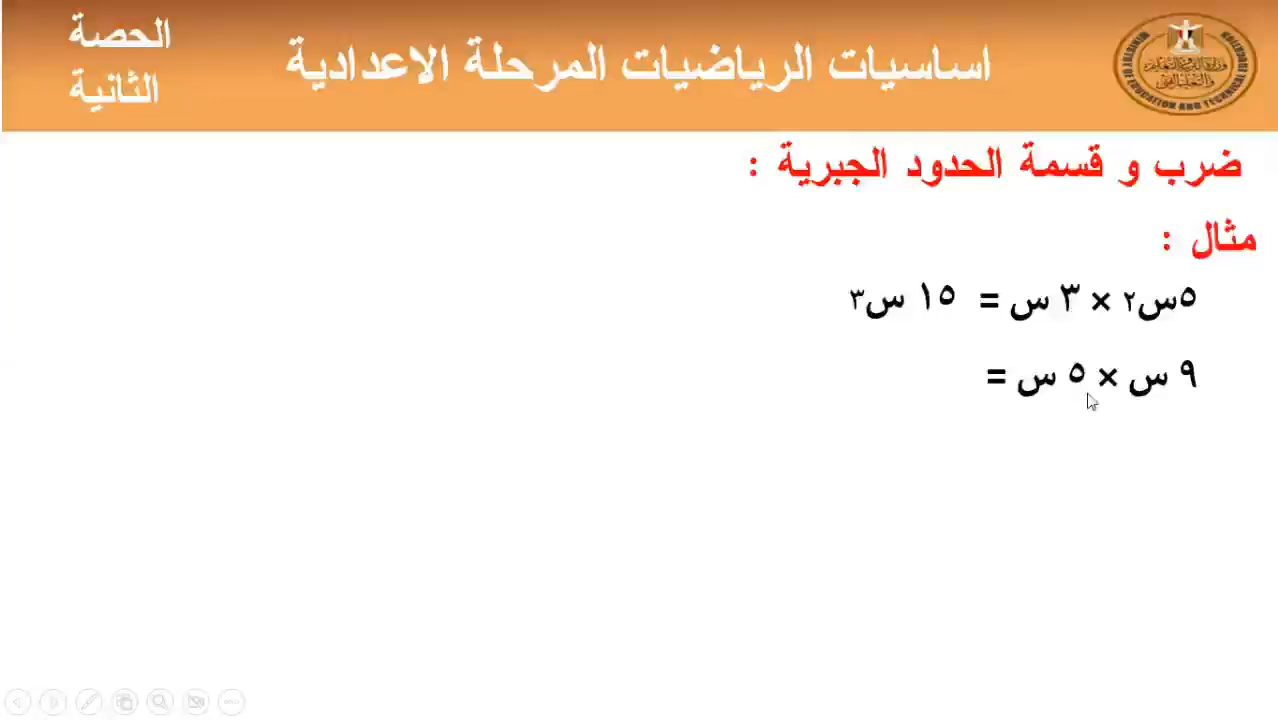 اساسيات الرياضيات المرحلة الاعدادية
الحصة
الثانية
ضرب و قسمة الحدود الجبرية :
مثال :
٥س٢ × ٣ س = ١٥ س٣
٩ س × ٥ س =